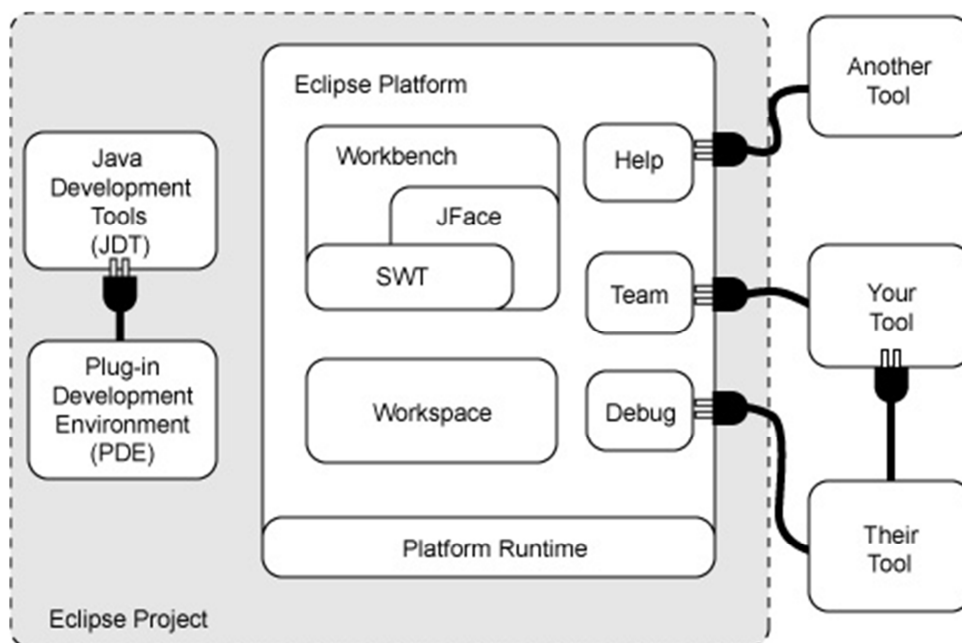 Eclipse Platform
Workbench
JFace
SWT
Workspace
Help
Team
Debug
Platform Runtime
Java
Development
Tools
(JDT)
Plug-in
Development
Environment
(PDE)
Eclipse Project
Another
Tool
Your
Tool
Their
Tool